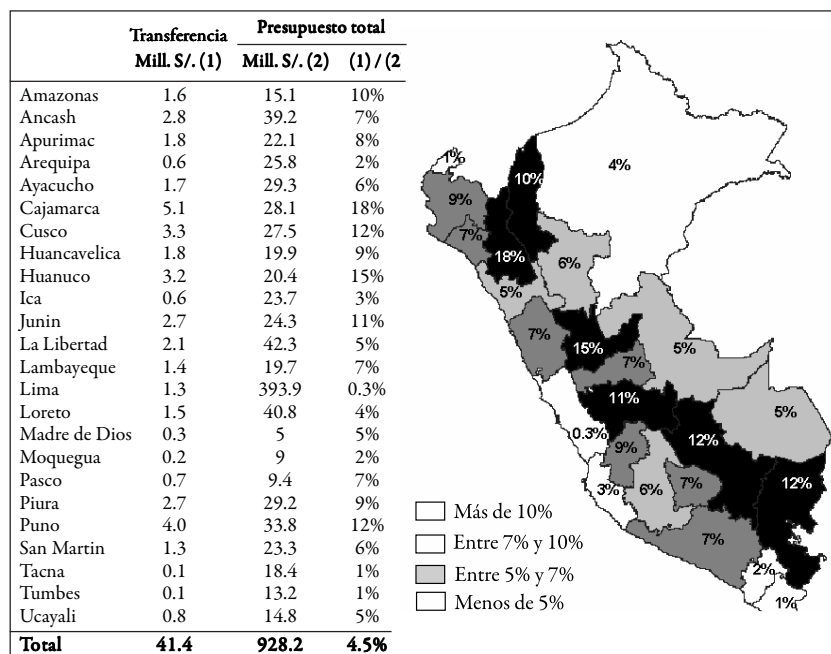 Transferencia Presupuesto total
Mill. S/. (1) Mill. S/. (2) (1) / (2
Amazonas 1.6 15.1 10%
Ancash 2.8 39.2 7%
Apurimac 1.8 22.1 8%
Arequipa 0.6 25.8 2%
Ayacucho 1.7 29.3 6%
Cajamarca 5.1 28.1 18%
Cusco 3.3 27.5 12%
Huancavelica 1.8 19.9 9%
Huanuco 3.2 20.4 15%
Ica 0.6 23.7 3%
Junin 2.7 24.3 11%
La Libertad 2.1 42.3 5%
Lambayeque 1.4 19.7 7%
Lima 1.3 393.9 0.3%
Loreto 1.5 40.8 4%
Madre de Dios 0.3 5 5%
Moquegua 0.2 9 2%
Pasco 0.7 9.4 7%
Piura 2.7 29.2 9%
Puno 4.0 33.8 12%
San Martin 1.3 23.3 6%
Tacna 0.1 18.4 1%
Tumbes 0.1 13.2 1%
Ucayali 0.8 14.8 5%
Total 41.4 928.2 4.5%
1%
4%
10%
9%
7%
18%
6%
5%
7%
15%
7%
5%
11%
5%
0.3%
9%
12%
3%
6%
7%
12%
7%
2%
1%
Más de 10%
Entre 7% y 10%
Entre 5% y 7%
Menos de 5%